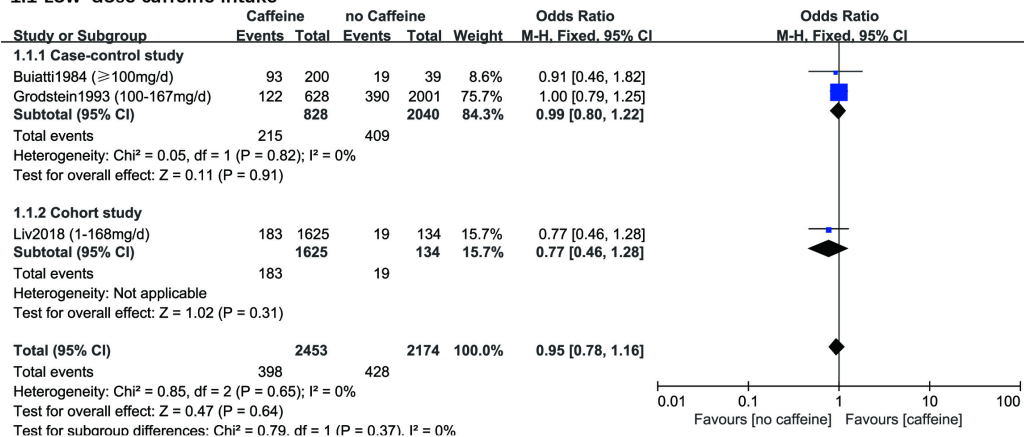 1.1 Low-dose caffeine intake
Caffeine no Caffeine Odds Ratio Odds Ratio
Study or Subgroup Events Total Events Total Weight M-H, Fixed, 95% CI M-H, Fixed, 95% CI
1.1.1 Case-control study
Buiatti1984 (≥100mg/d) 93 200 19 39 8.6% 0.91 [0.46, 1.82]
Grodstein1993 (100-167mg/d) 122 628 390 2001 75.7% 1.00 [0.79, 1.25]
Subtotal (95% CI) 828 2040 84.3% 0.99 [0.80, 1.22]
Total events 215 409
Heterogeneity: Chi² = 0.05, df = 1 (P = 0.82); I² = 0%
Test for overall effect: Z = 0.11 (P = 0.91)
1.1.2 Cohort study
Liv2018 (1-168mg/d) 183 1625 19 134 15.7% 0.77 [0.46, 1.28]
Subtotal (95% CI) 1625 134 15.7% 0.77 [0.46, 1.28]
Total events 183 19
Heterogeneity: Not applicable
Test for overall effect: Z = 1.02 (P = 0.31)
Total (95% CI) 2453 2174 100.0% 0.95 [0.78, 1.16]
Total events 398 428
Heterogeneity: Chi² = 0.85, df = 2 (P = 0.65); I² = 0%
Test for overall effect: Z = 0.47 (P = 0.64)
Test for subgroup differences: Chi² = 0.79, df = 1 (P = 0.37), I² = 0%
0.01 0.1 1 10 100
Favours [no caffeine] Favours [caffeine]